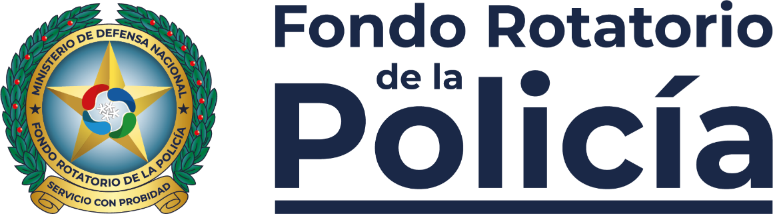 MINISTERIO DE DEFENSA NACIONAL
FONDO ROTATORIO DE LA POLICÍA
SERVICIO CON PROBIDAD
Fondo Rotatorio
de la
Policía